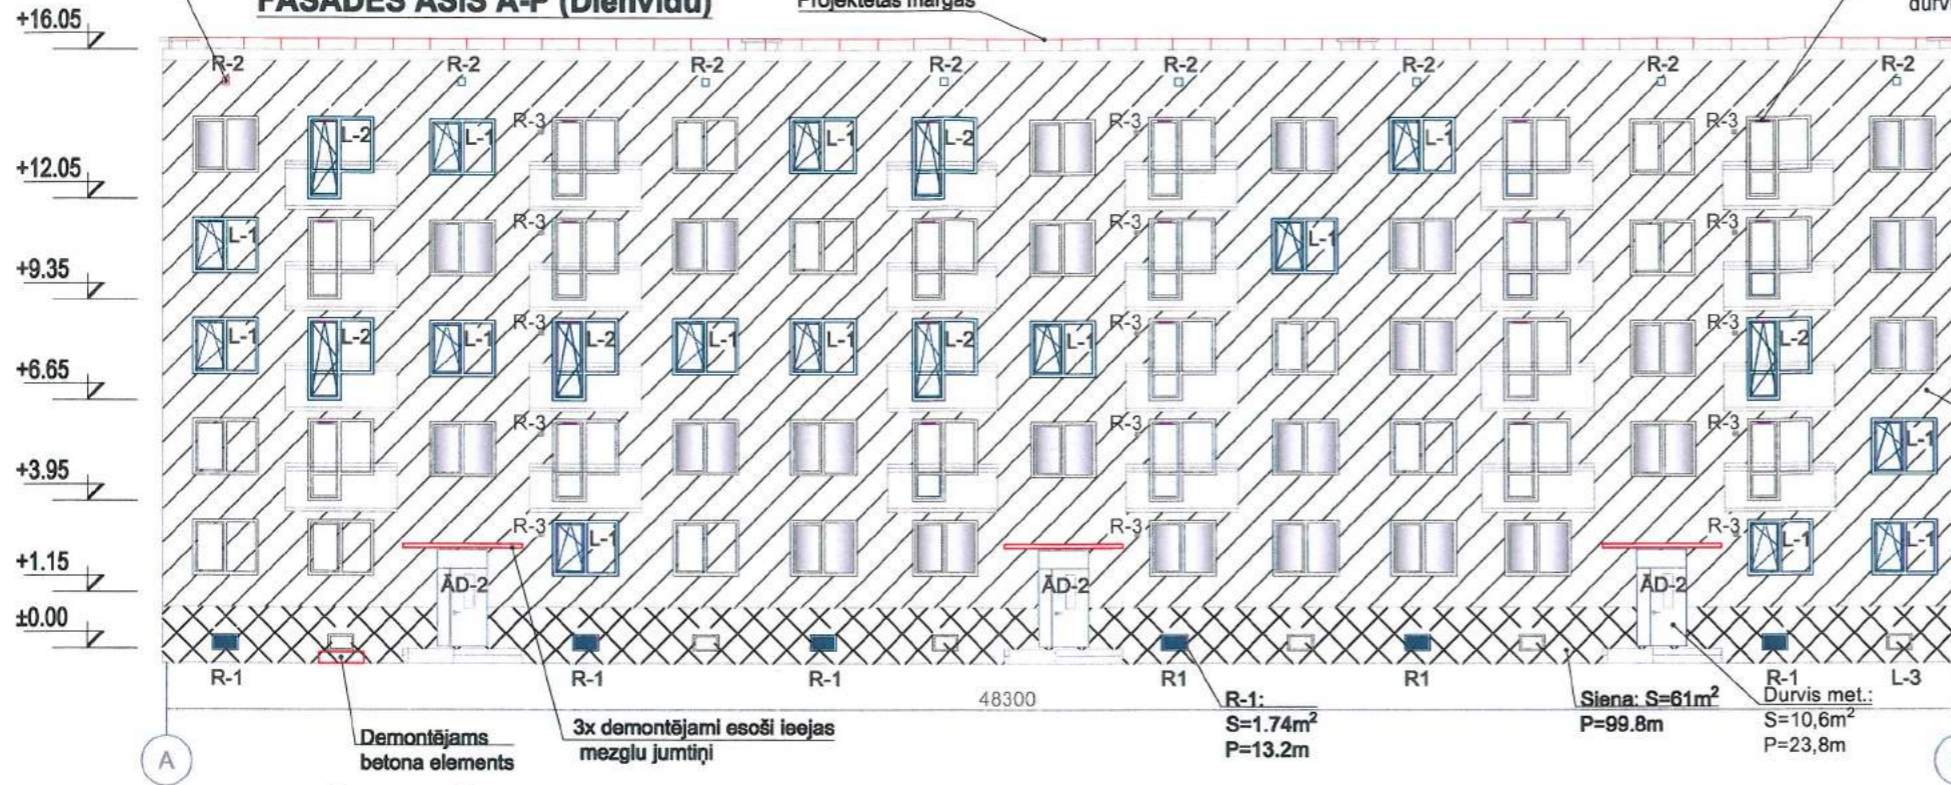 FASĀDES ASĪS A-P (Dienvidu)
Projektētās margas
+16.05
R-2 R-2 R-2 R-2 R-2 R-2 R-2 R-2
L-2 L-1 R-3 L-1 L-2 R-3 L-1 R-3
+12.05
L-1 R-3 R-3 L-1 R-3
+9.35
L-1 L-2 L-1 R-3 L-2 L-1 L-1 L-2 L-1 R-3 R-3 L-2
+6.65
R-3 R-3 R-3 L-1
+3.95
R-3 L-1 R-3 R-3 L-1 L-1
+1.15
ĀD-2 ĀD-2 ĀD-2
±0.00
R-1 R-1 R-1 R1 R1 R-1 L-3
48300
R-1:
S=1.74m²
P=13.2m
Siena: S=61m²
P=99.8m
Durvis met.:
S=10,6m²
P=23,8m
3x demontējami esoši ieejas
mezglu jumtiņi
Demontējams
betona elements
A